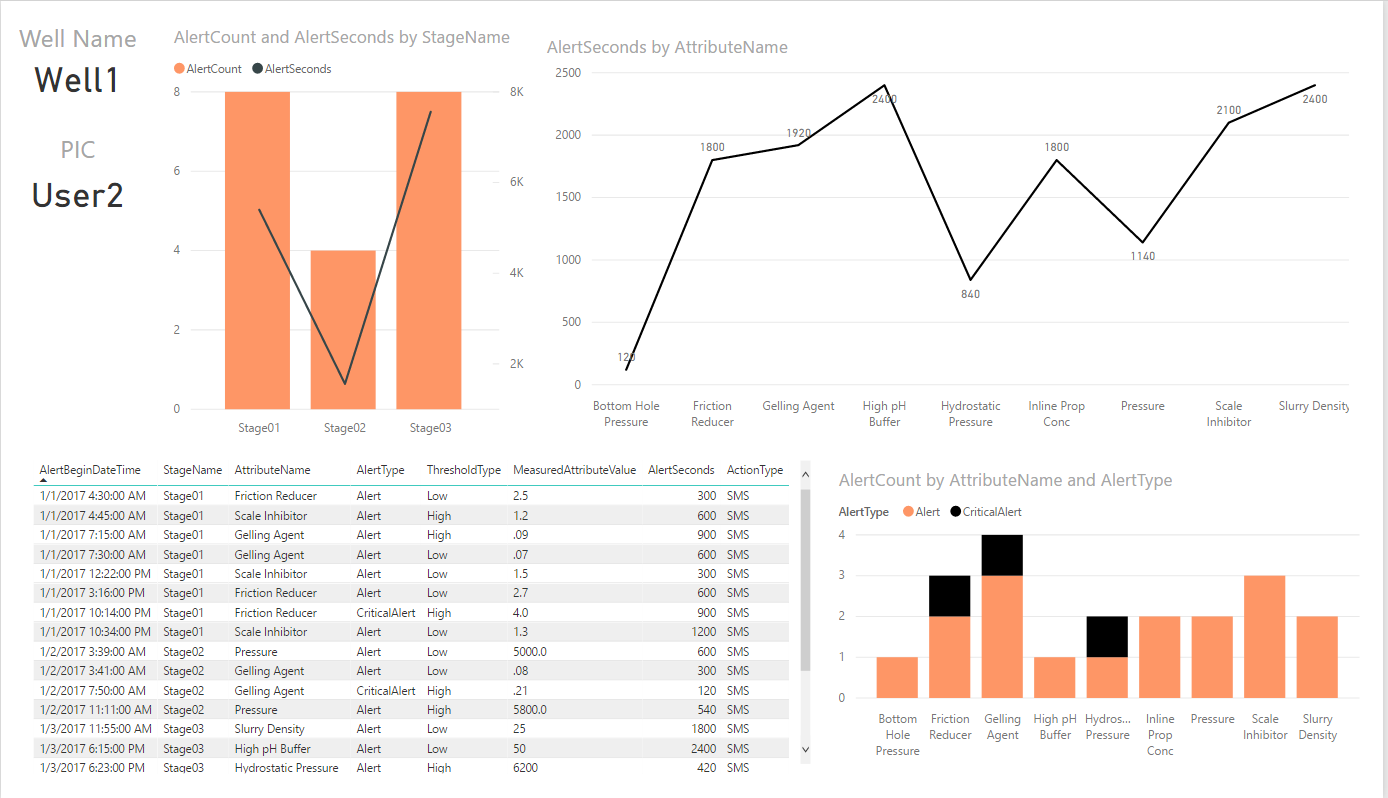 Well Name
Well1
PIC
User2
AlertCount and AlertSeconds by StageName
AlertCount AlertSeconds
8
6
4
2
0
8K
6K
4K
2K
Stage01 Stage02 Stage03
AlertSeconds by AttributeName
2500
2000
1500
1000
500
0
120
1800
1920
2400
840
1800
1140
2100
2400
Bottom Hole Pressure
Friction Reducer
Gelling Agent
High pH Buffer
Hydrostatic Pressure
Inline Prop Conc
Pressure
Scale Inhibitor
Slurry Density
AlertBeginDateTime StageName AttributeName AlertType ThresholdType MeasuredAttributeValue AlertSeconds ActionType
1/1/2017 4:30:00 AM Stage01 Friction Reducer Alert Low 2.5 300 SMS
1/1/2017 4:45:00 AM Stage01 Scale Inhibitor Alert High 1.2 600 SMS
1/1/2017 7:15:00 AM Stage01 Gelling Agent Alert High .09 900 SMS
1/1/2017 7:30:00 AM Stage01 Gelling Agent Alert Low .07 600 SMS
1/1/2017 12:22:00 PM Stage01 Scale Inhibitor Alert Low 1.5 300 SMS
1/1/2017 3:16:00 PM Stage01 Friction Reducer Alert Low 2.7 600 SMS
1/1/2017 10:14:00 PM Stage01 Friction Reducer CriticalAlert High 4.0 900 SMS
1/1/2017 10:34:00 PM Stage01 Scale Inhibitor Alert Low 1.3 1200 SMS
1/2/2017 3:39:00 AM Stage02 Pressure Alert Low 5000.0 600 SMS
1/2/2017 3:41:00 AM Stage02 Gelling Agent Alert Low .08 300 SMS
1/2/2017 7:50:00 AM Stage02 Gelling Agent CriticalAlert High .21 120 SMS
1/2/2017 11:11:00 AM Stage02 Pressure Alert High 5800.0 540 SMS
1/3/2017 11:55:00 AM Stage03 Slurry Density Alert Low 25 1800 SMS
1/3/2017 6:15:00 PM Stage03 High pH Buffer Alert Low 50 2400 SMS
1/3/2017 6:23:00 PM Stage03 Hydrostatic Pressure Alert High 6200 420 SMS
AlertCount by AttributeName and AlertType
AlertType Alert CriticalAlert
4
3
2
1
0
Bottom Hole Pressure
Friction Reducer
Gelling Agent
High pH Buffer
Hydros... Pressure
Inline Prop Conc
Pressure
Scale Inhibitor
Slurry Density